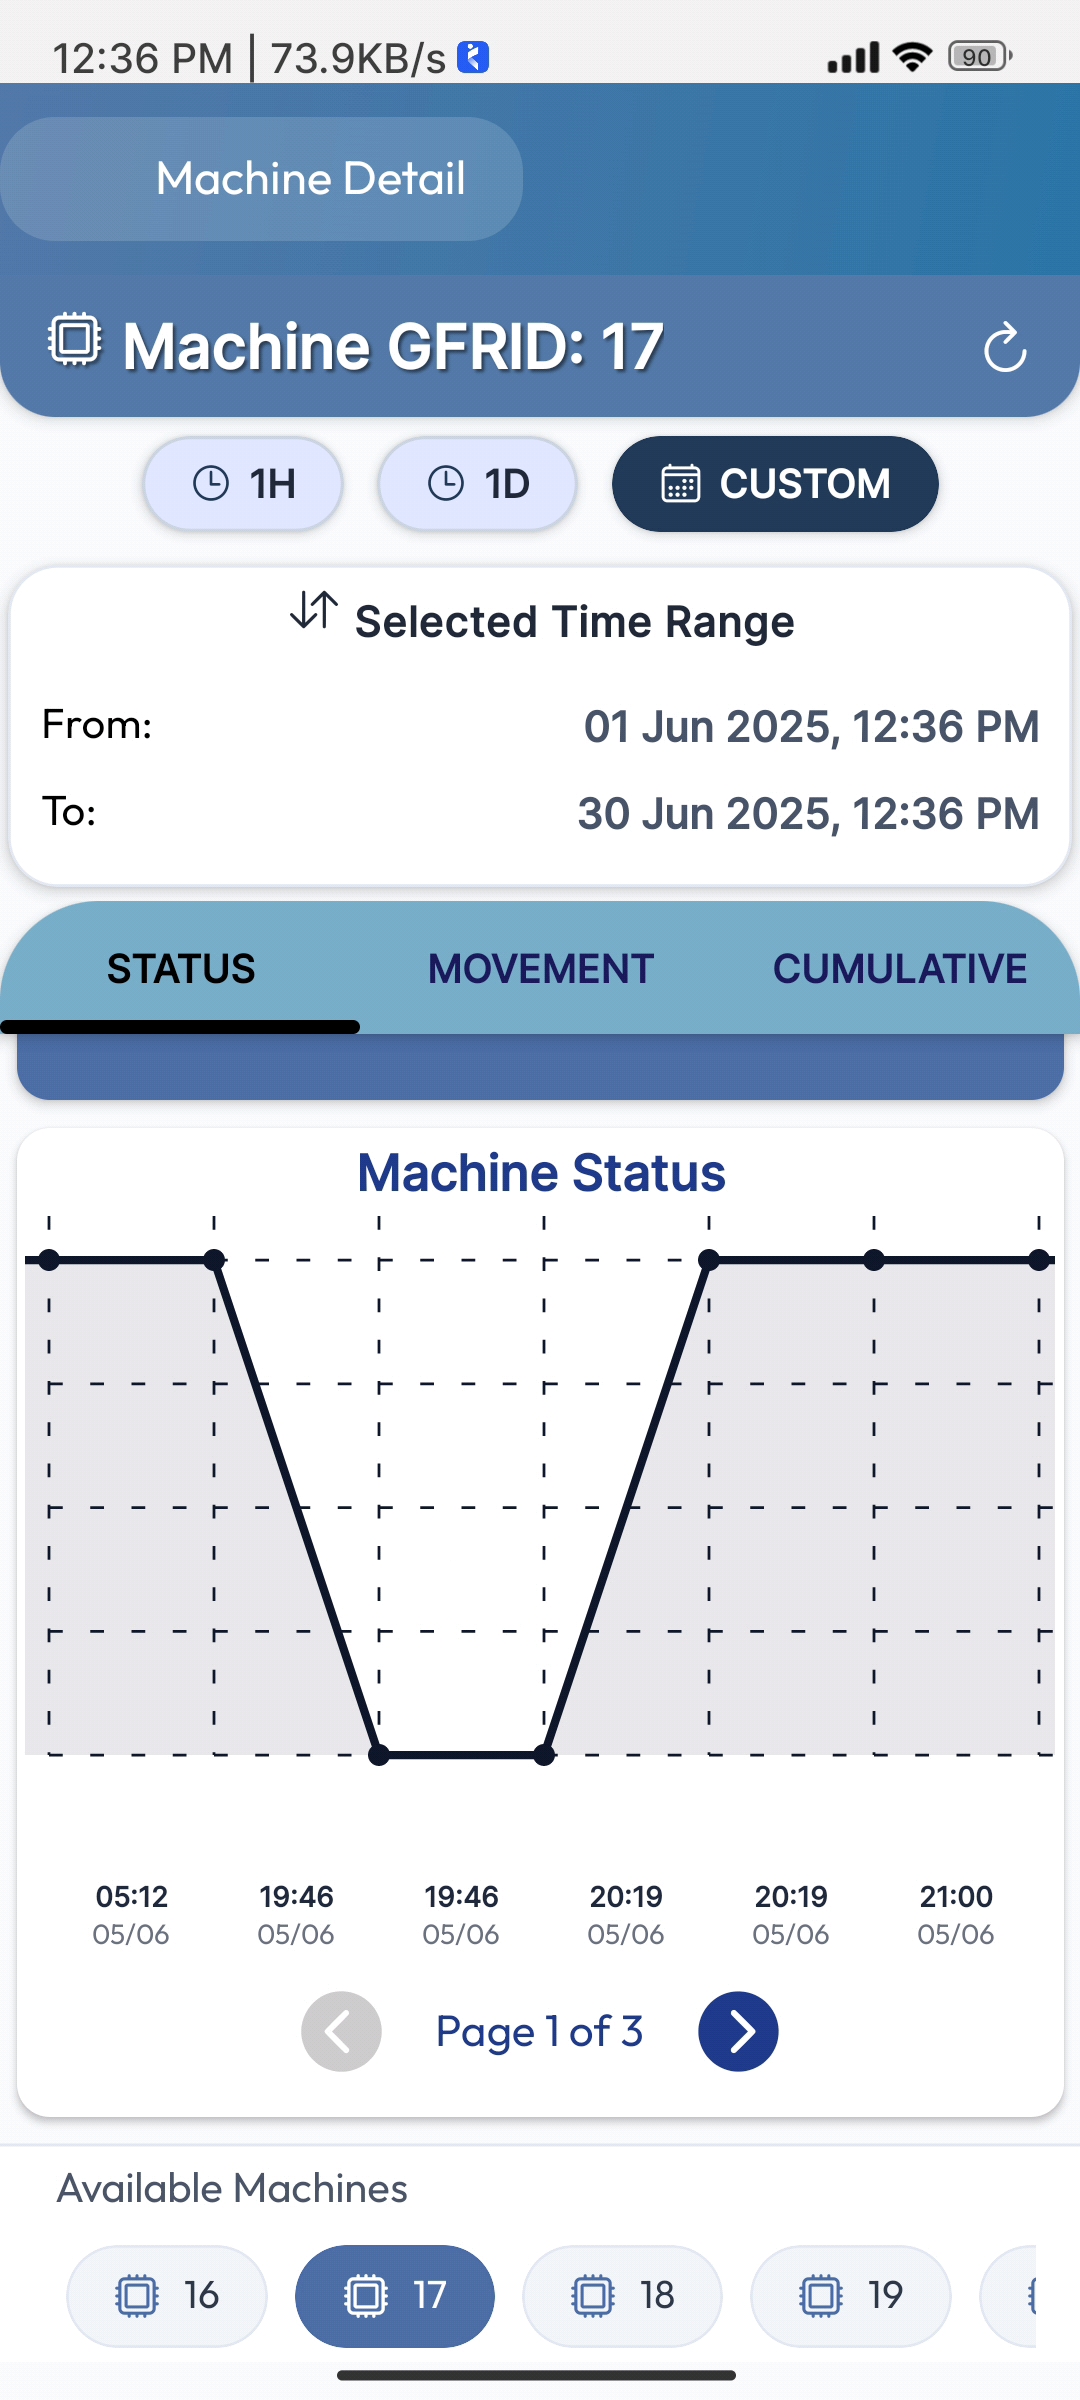 12:36 PM | 73.9KB/s
90
Machine Detail
Machine GFRID: 17
1H 1D CUSTOM
Selected Time Range
From: 01 Jun 2025, 12:36 PM
To: 30 Jun 2025, 12:36 PM
STATUS MOVEMENT CUMULATIVE
Machine Status
05:12 19:46 19:46 20:19 20:19 21:00
05/06 05/06 05/06 05/06 05/06 05/06
Page 1 of 3
Available Machines
16 17 18 19